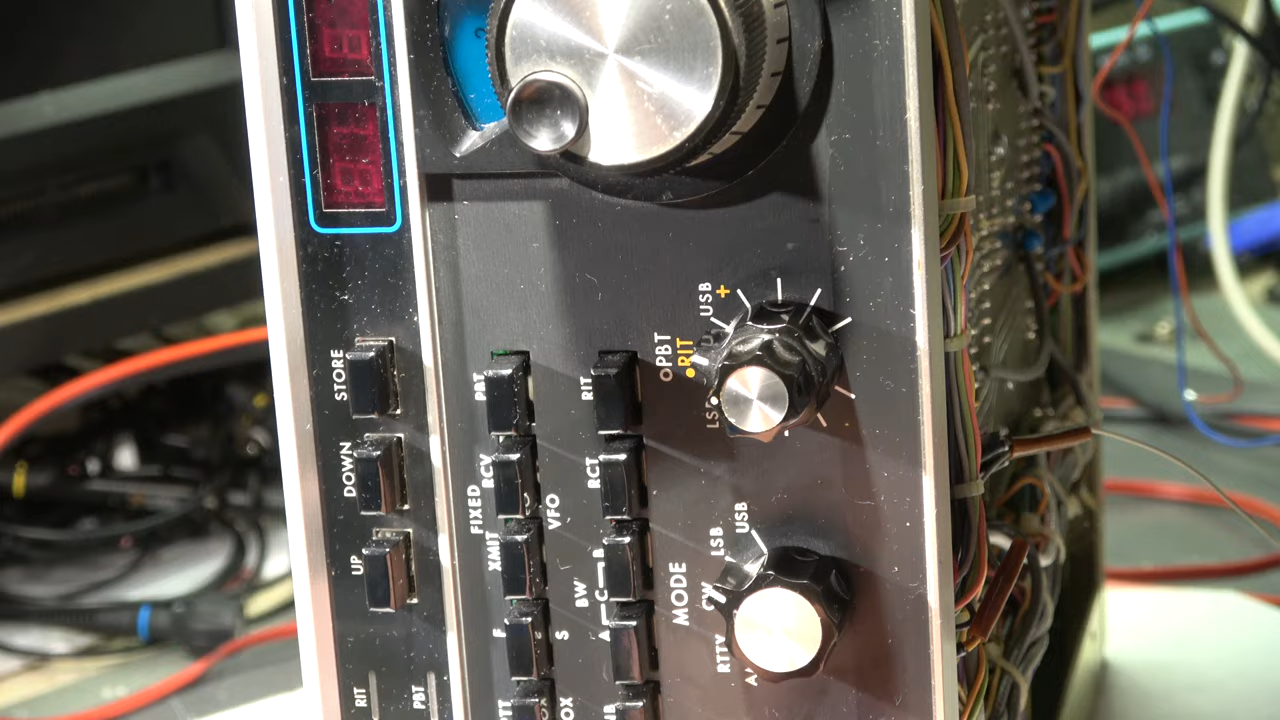 STORE
DOWN
UP
RIT
PBT
PBT
RCV
FIXED
XMIT
VFO
F
S
RIT
RCT
BW
A
C
B
PBT
RIT
USB +
MODE
USB
LSB
CW
RTTY